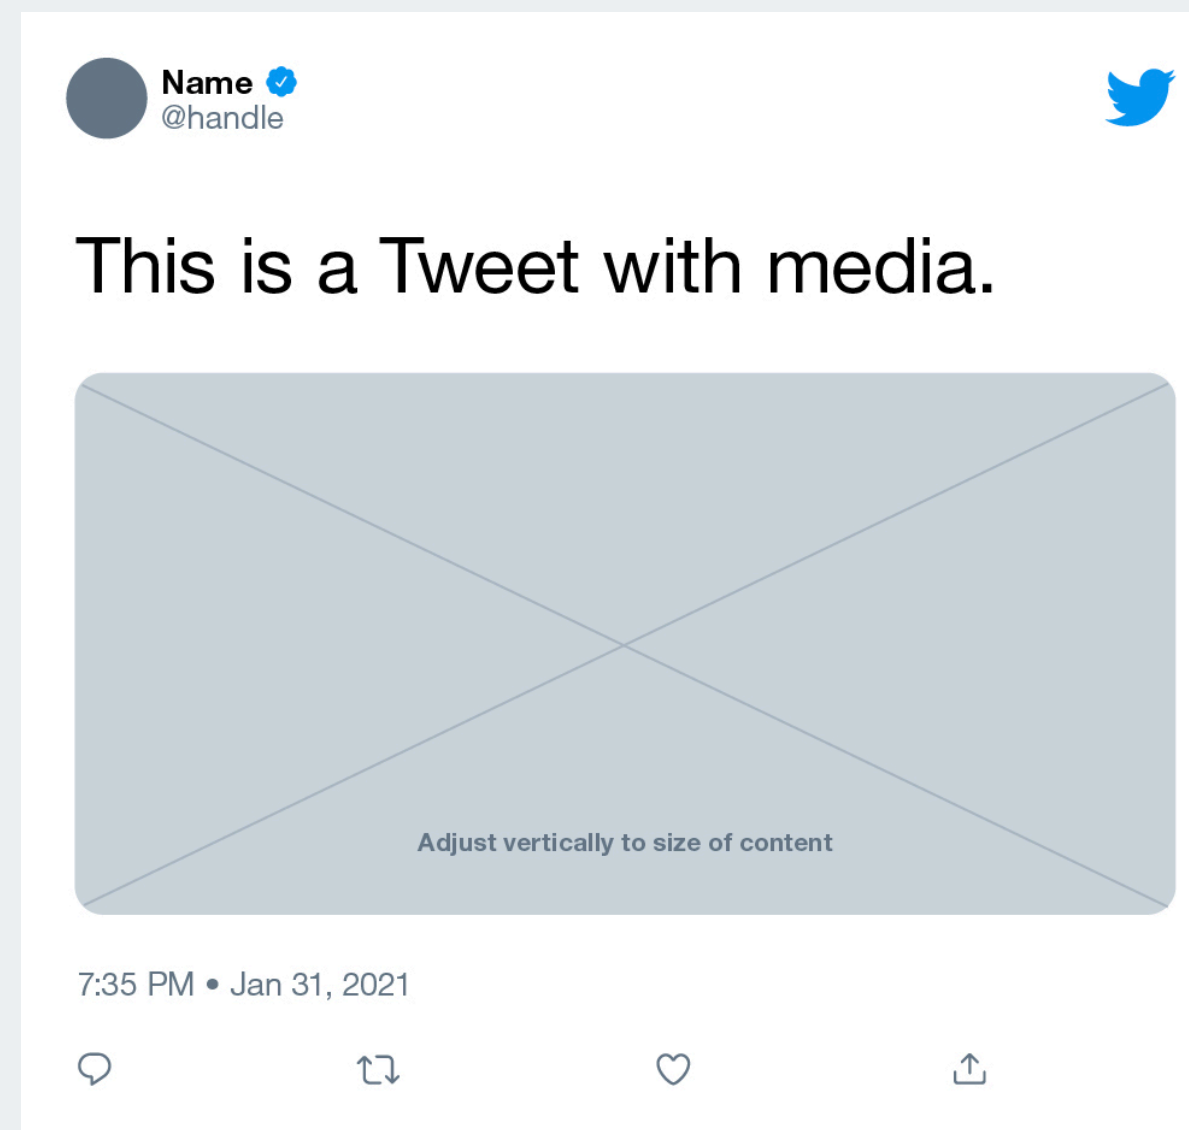 Name
@handle
This is a Tweet with media.
Adjust vertically to size of content
7:35 PM • Jan 31, 2021